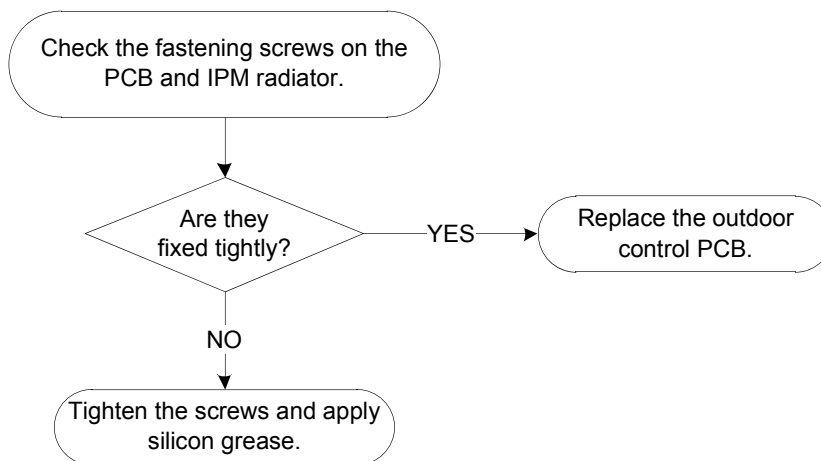 Check the fastening screws on the
PCB and IPM radiator.
Are they
fixed tightly?
YES
Replace the outdoor
control PCB.
NO
Tighten the screws and apply
silicon grease.